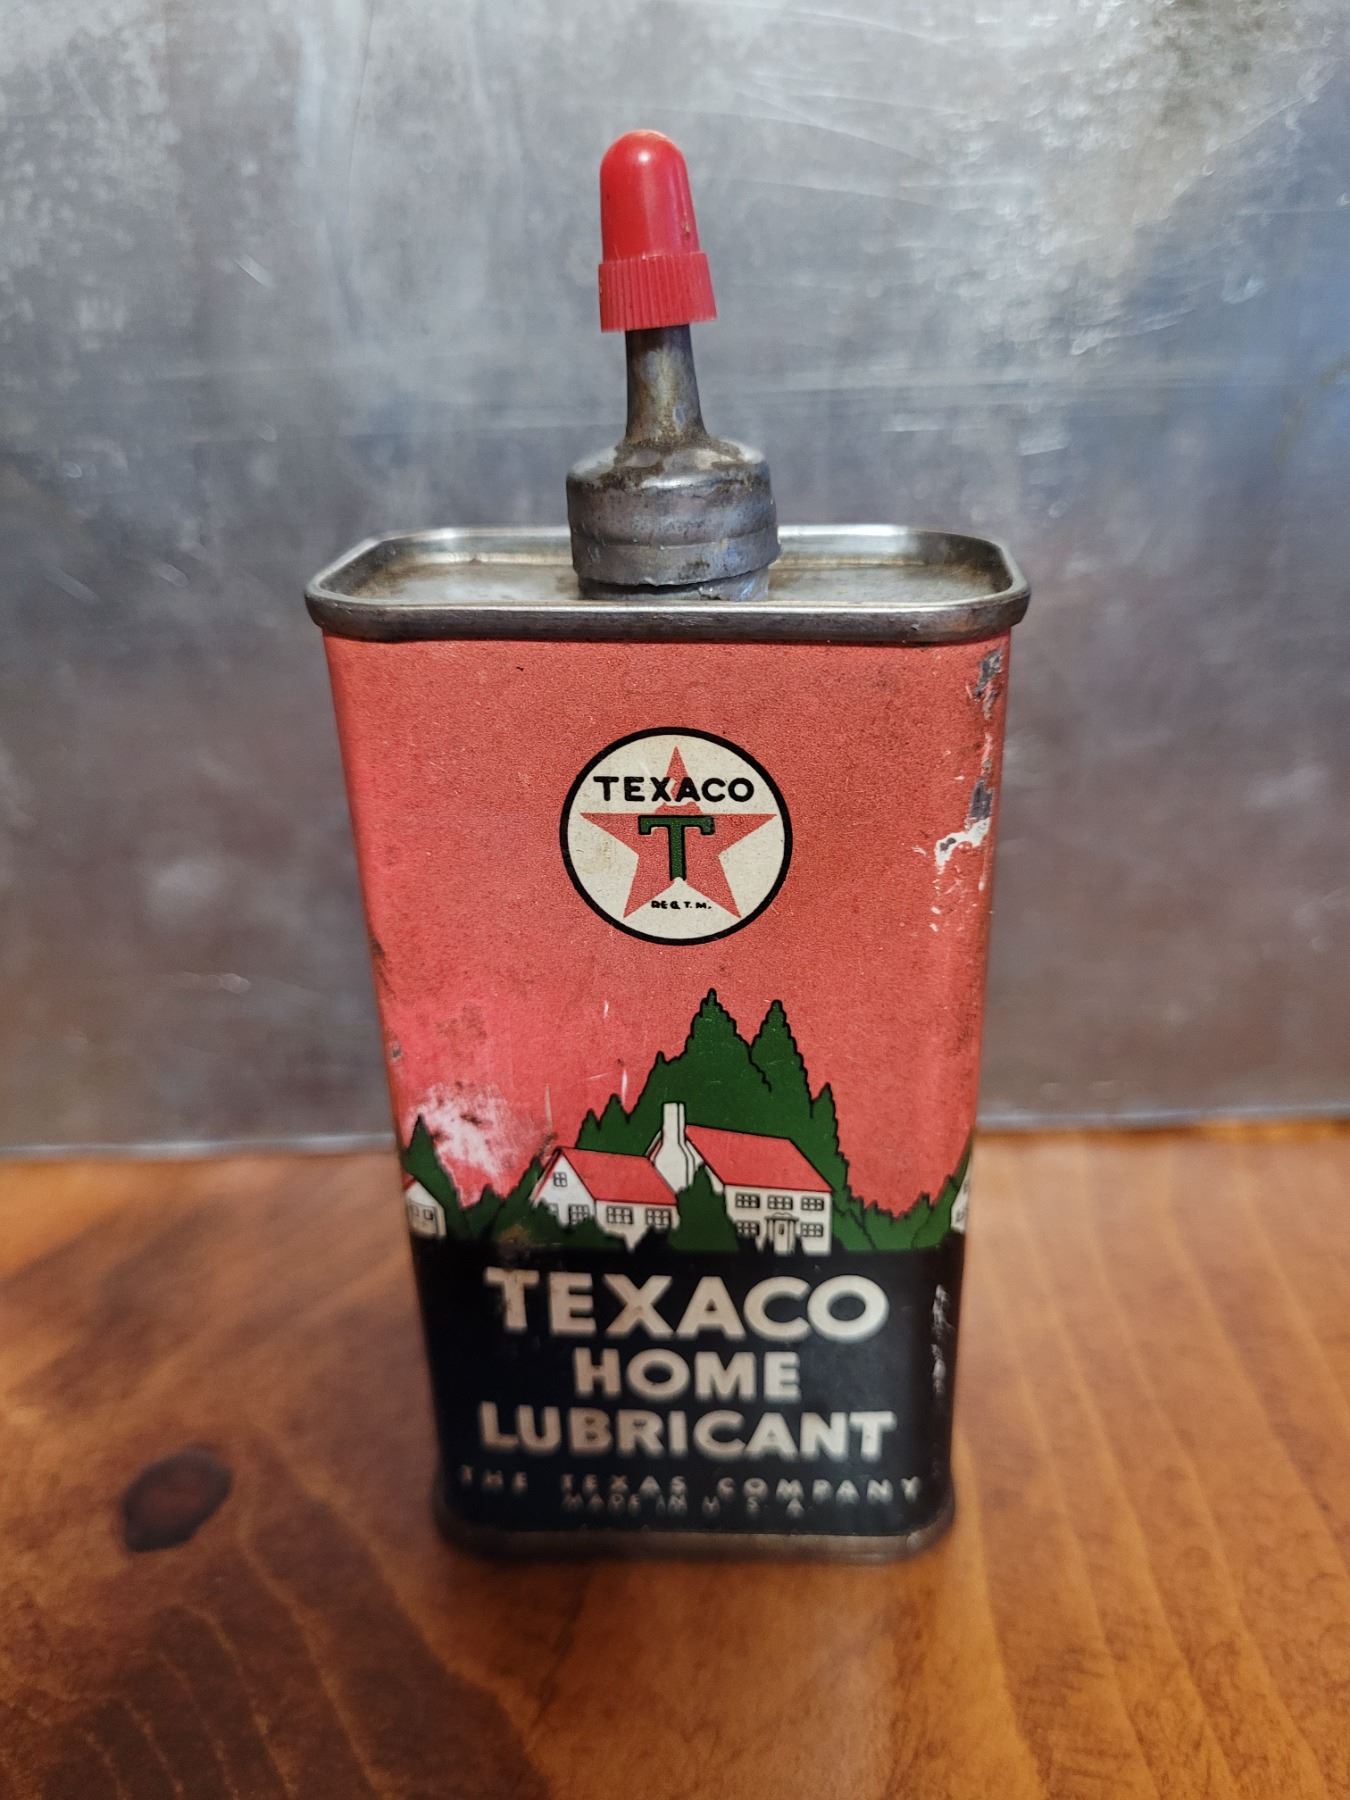 TEXACO
T
REG. T. M.
TEXACO
HOME
LUBRICANT
THE TEXAS COMPANY
MADE IN U. S. A.